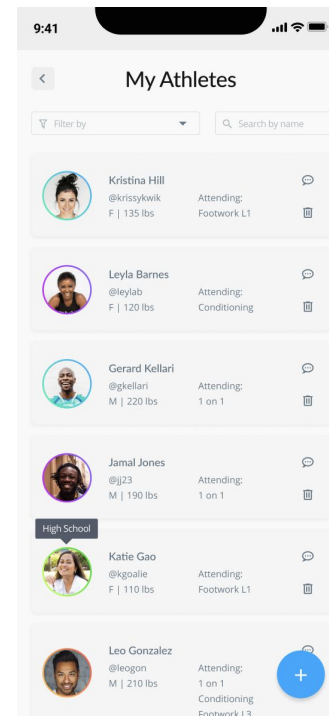 9:41
My Athletes
Filter by
Search by name
Kristina Hill
@krissykwik
F | 135 lbs
Attending:
Footwork L1
Leyla Barnes
@leylab
F | 120 lbs
Attending:
Conditioning
Gerard Kellari
@gkellari
M | 220 lbs
Attending:
1 on 1
Jamal Jones
@jj23
M | 190 lbs
Attending:
1 on 1
High School
Katie Gao
@kgoalie
F | 110 lbs
Attending:
Footwork L1
Leo Gonzalez
@leogon
M | 210 lbs
Attending:
1 on 1
Conditioning
Footwork L3
+